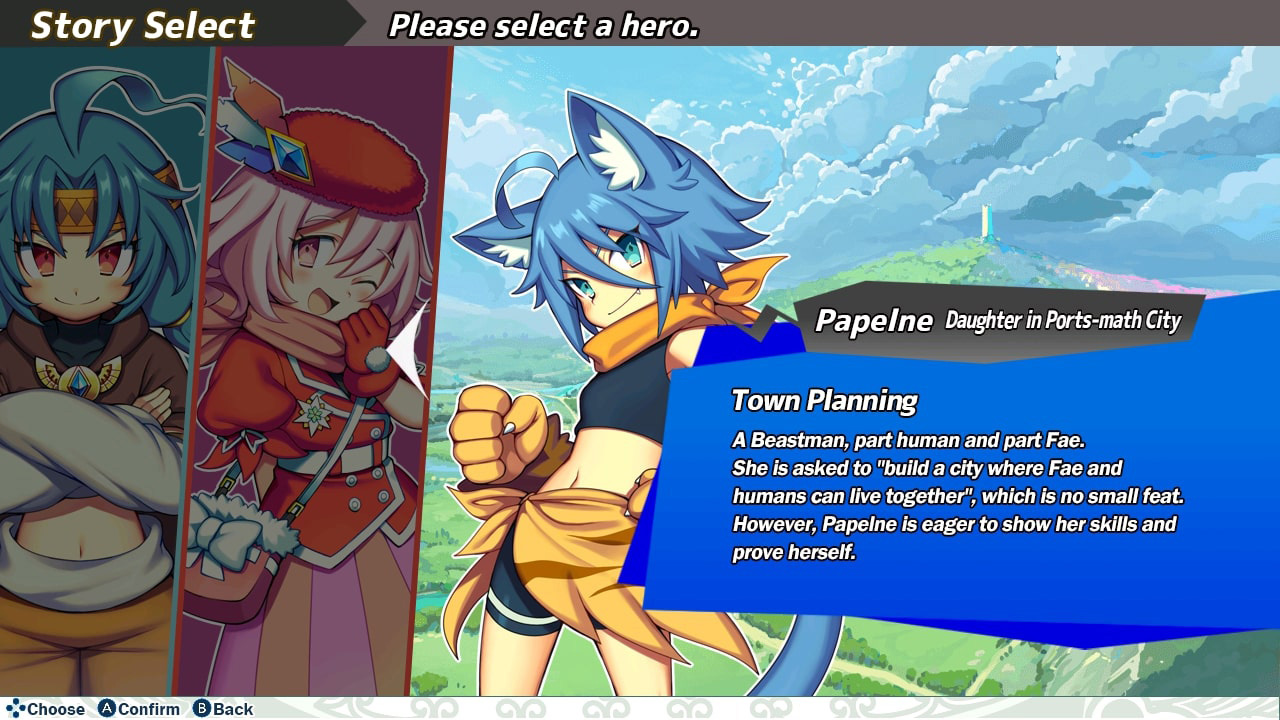 Story Select
Please select a hero.
Papelne Daughter in Ports-math City
Town Planning
A Beastman, part human and part Fae.
She is asked to "build a city where Fae and
humans can live together", which is no small feat.
However, Papelne is eager to show her skills and
prove herself.
Choose A Confirm B Back